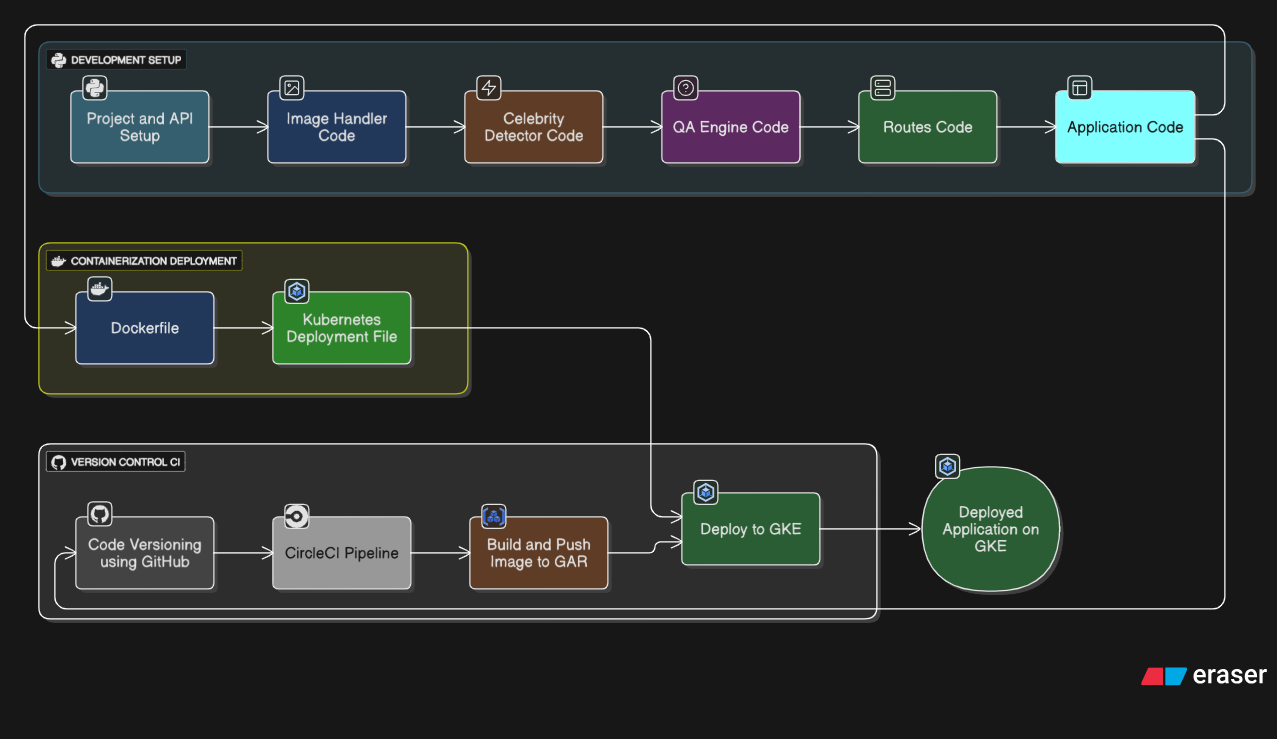 DEVELOPMENT SETUP
Project and API
Setup
Image Handler
Code
Celebrity
Detector Code
QA Engine Code
Routes Code
Application Code
CONTAINERIZATION DEPLOYMENT
Dockerfile
Kubernetes
Deployment File
VERSION CONTROL CI
Code Versioning
using GitHub
CircleCI Pipeline
Build and Push
Image to GAR
Deploy to GKE
Deployed
Application on
GKE
eraser